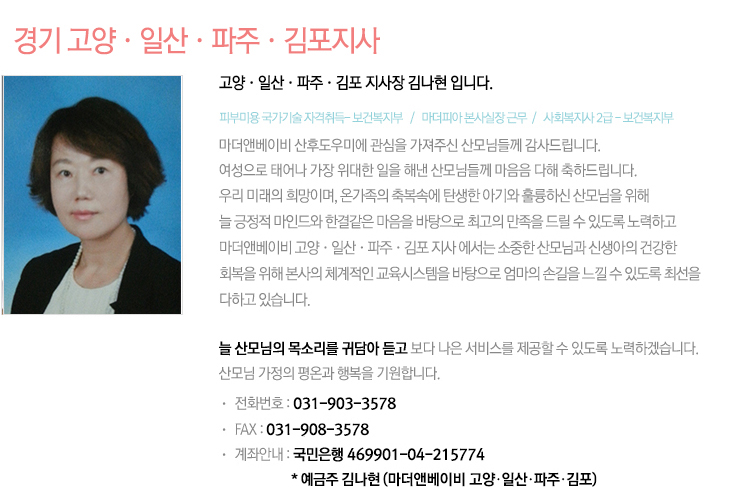 경기 고양 · 일산 · 파주 · 김포지사
고양 · 일산 · 파주 · 김포 지사장 김나현 입니다.
피부미용 국가기술 자격취득- 보건복지부 / 마더피아 본사실장 근무 / 사회복지사 2급 - 보건복지부
마더앤베이비 산후도우미에 관심을 가져주신 산모님들께 감사드립니다.
여성으로 태어나 가장 위대한 일을 해낸 산모님들께 마음음 다해 축하드립니다.
우리 미래의 희망이며, 온가족의 축복속에 탄생한 아기와 훌륭하신 산모님을 위해
늘 긍정적 마인드와 한결같은 마음을 바탕으로 최고의 만족을 드릴 수 있도록 노력하고
마더앤베이비 고양 · 일산 · 파주 · 김포 지사 에서는 소중한 산모님과 신생아의 건강한
회복을 위해 본사의 체계적인 교육시스템을 바탕으로 엄마의 손길을 느낄 수 있도록 최선을
다하고 있습니다.
늘 산모님의 목소리를 귀담아 듣고 보다 나은 서비스를 제공할 수 있도록 노력하겠습니다.
산모님 가정의 평온과 행복을 기원합니다.
· 전화번호 : 031-903-3578
· FAX : 031-908-3578
· 계좌안내 : 국민은행 469901-04-215774
* 예금주 김나현 (마더앤베이비 고양·일산·파주·김포)